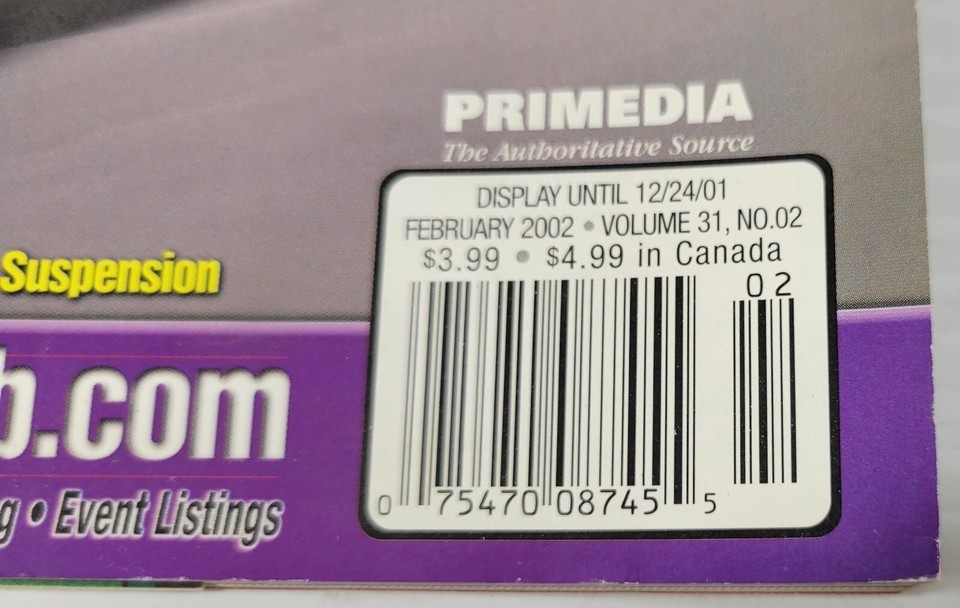 PRIMEDIA
The Authoritative Source
DISPLAY UNTIL 12/24/01
FEBRUARY 2002 • VOLUME 31, NO.02
$3.99 • $4.99 in Canada
02
0 75470 08745 5
Suspension
b.com
g • Event Listings